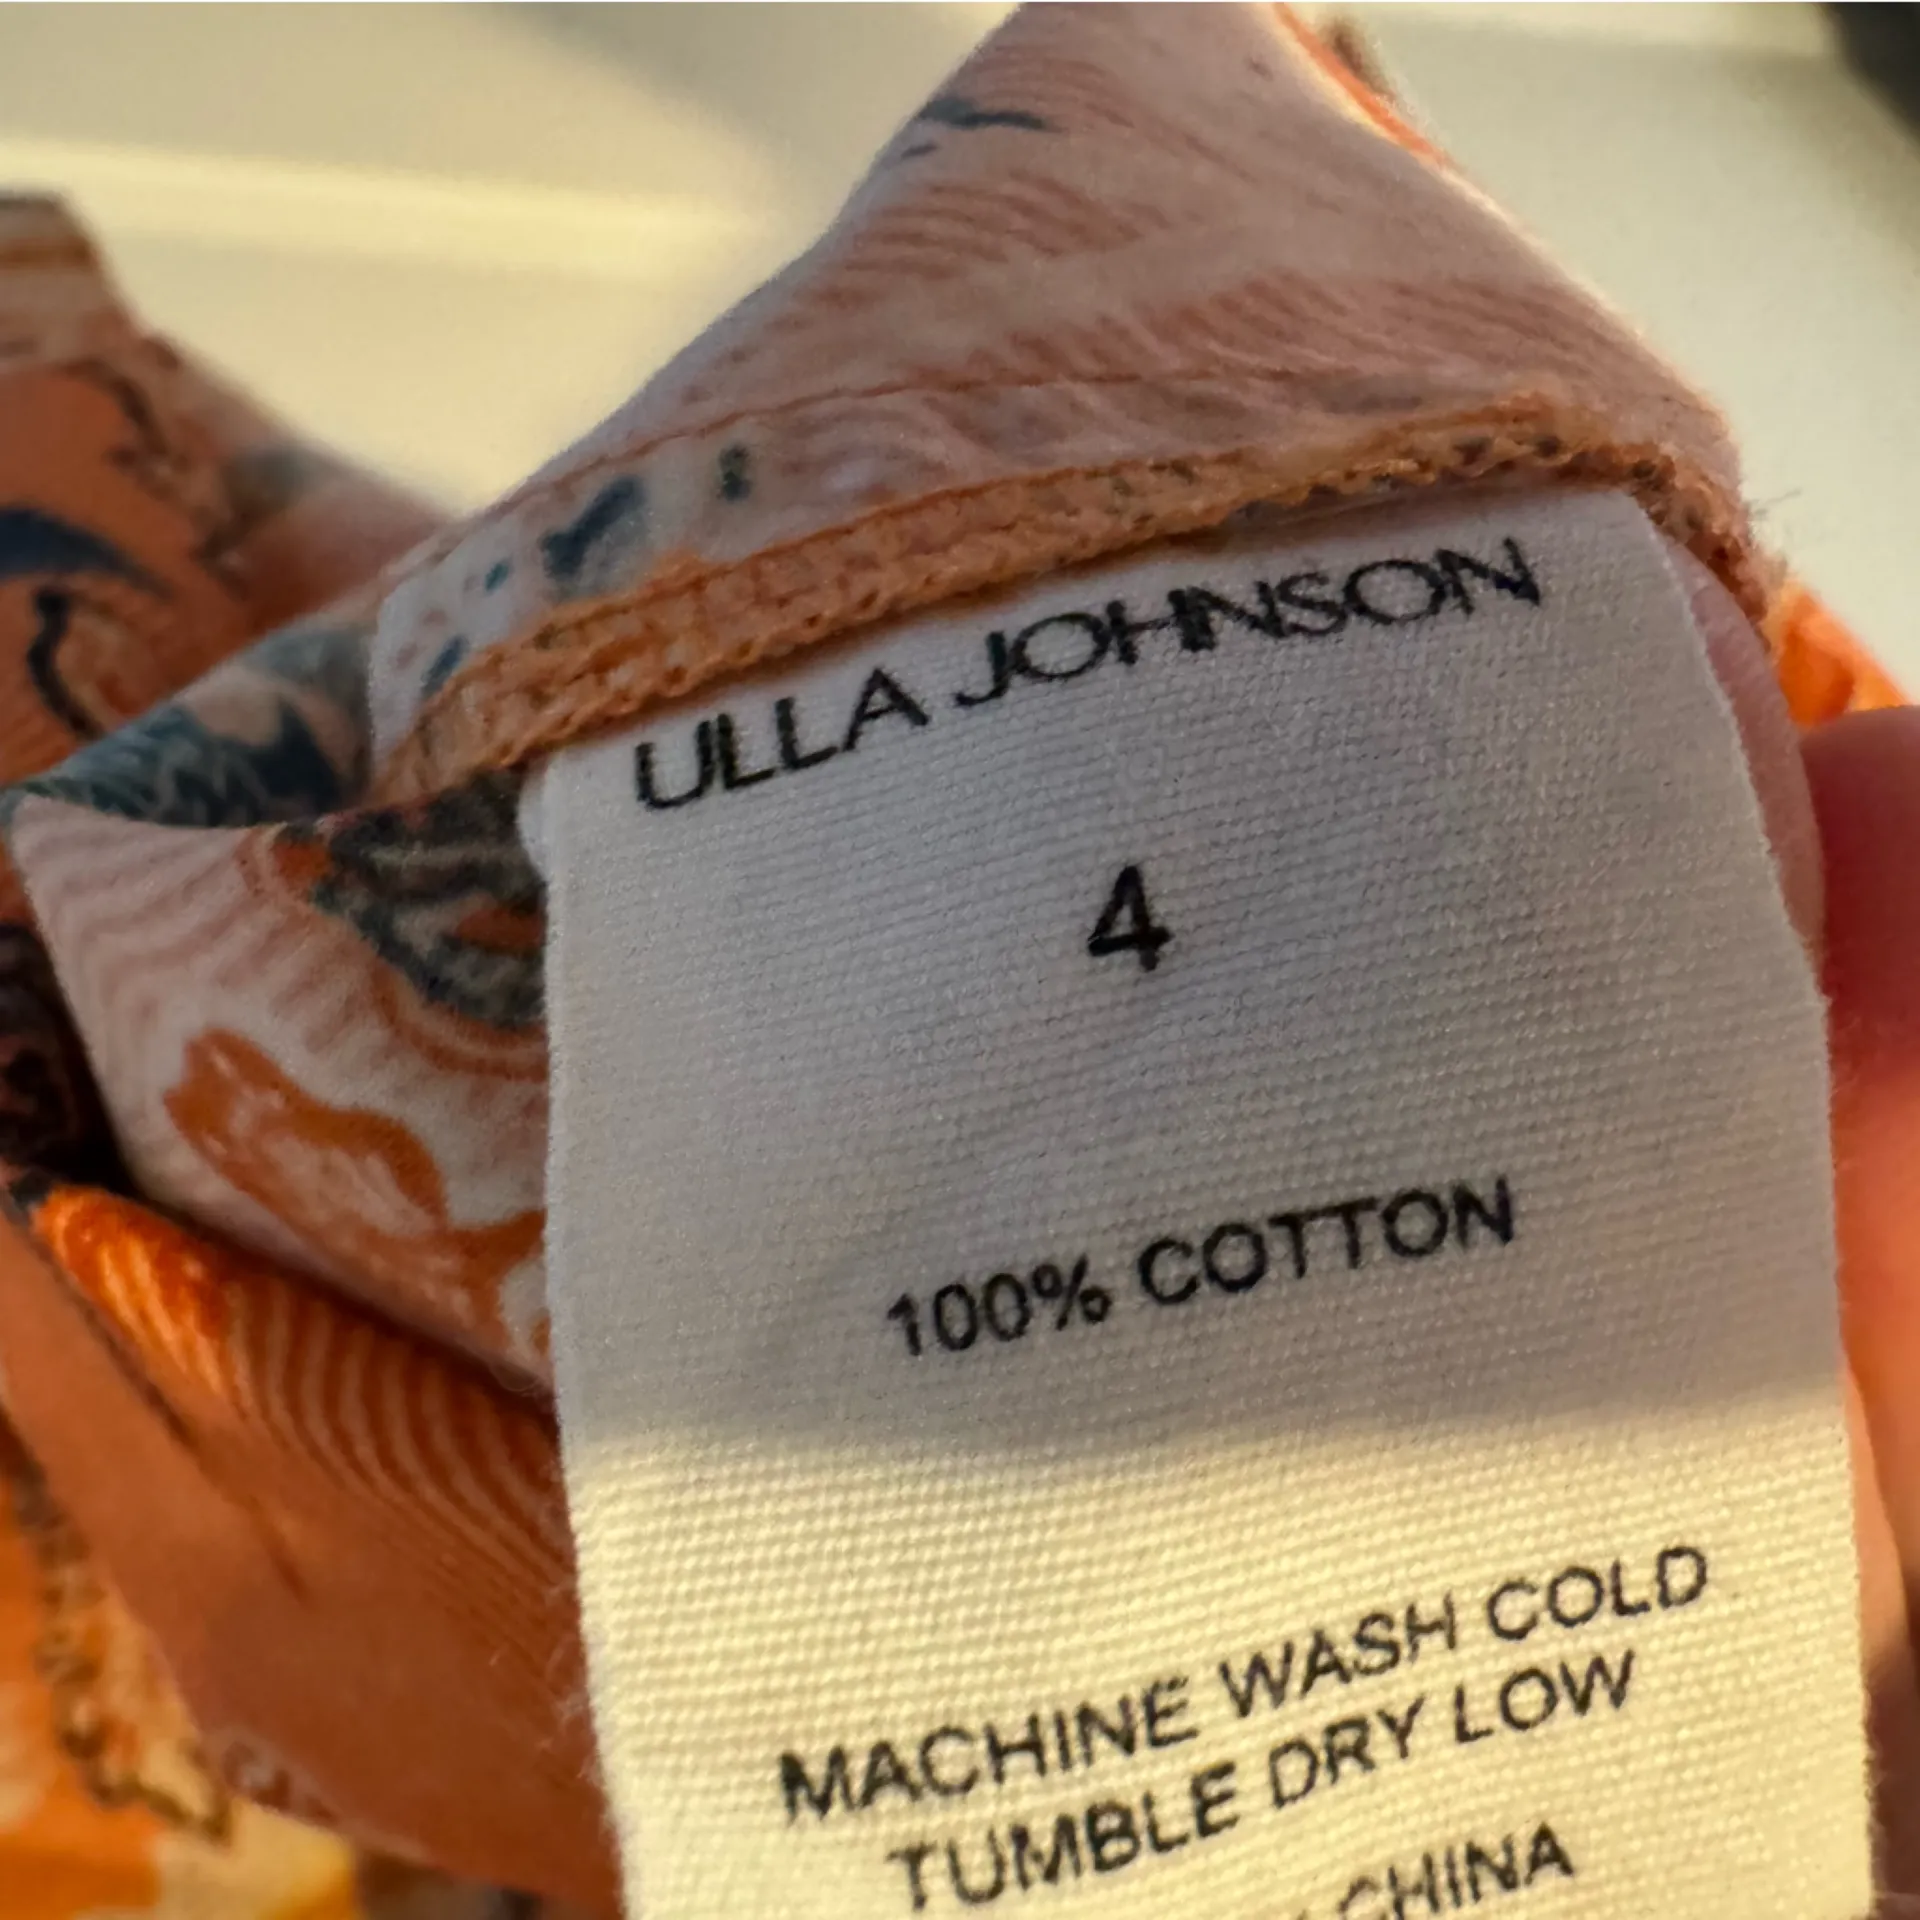 ULLA JOHNSON
4
100% COTTON
MACHINE WASH COLD
TUMBLE DRY LOW
CHINA